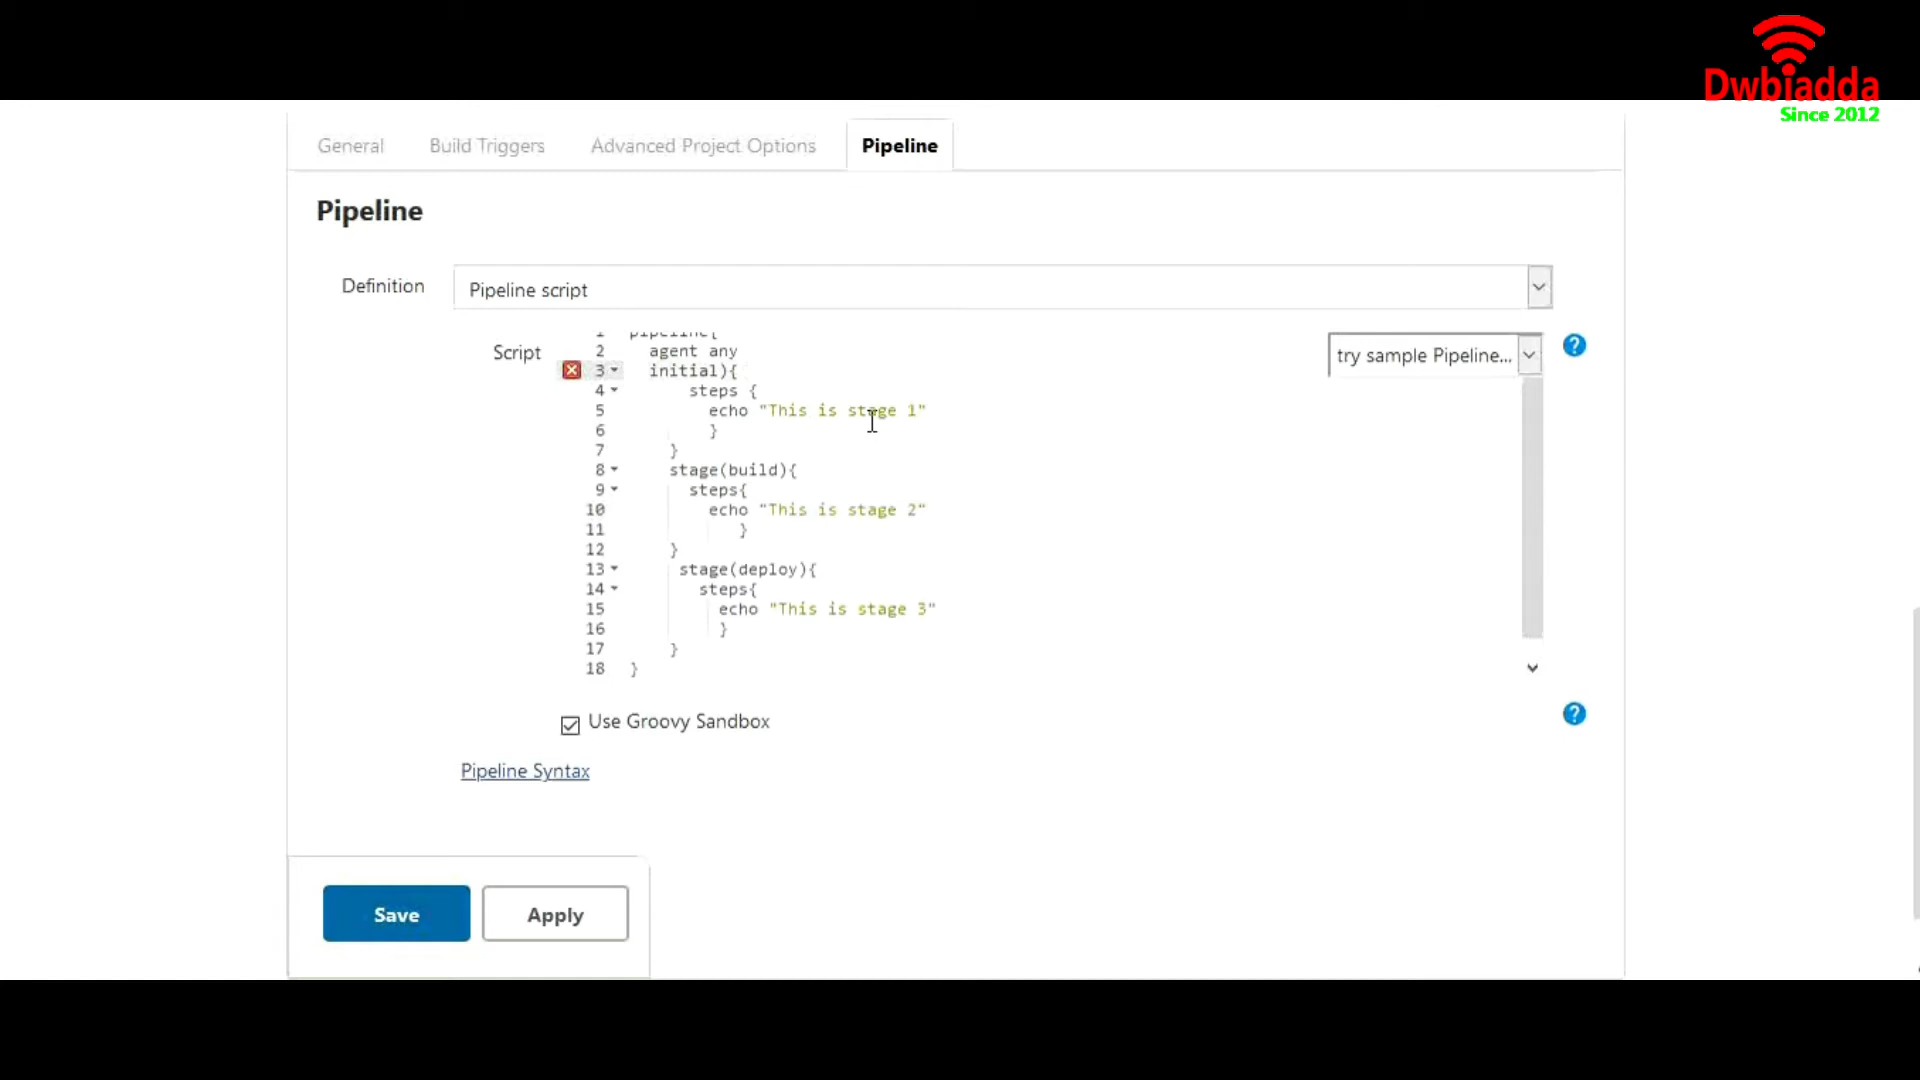 Dwbiadda
Since 2012
General Build Triggers Advanced Project Options Pipeline
Pipeline
Definition Pipeline script
Script
try sample Pipeline...
1 pipeline{
2 agent any
3 initial){
4 steps {
5 echo "This is stage 1"
6 }
7 }
8 stage(build){
9 steps{
10 echo "This is stage 2"
11 }
12 }
13 stage(deploy){
14 steps{
15 echo "This is stage 3"
16 }
17 }
18 }
Use Groovy Sandbox
Pipeline Syntax
Save Apply